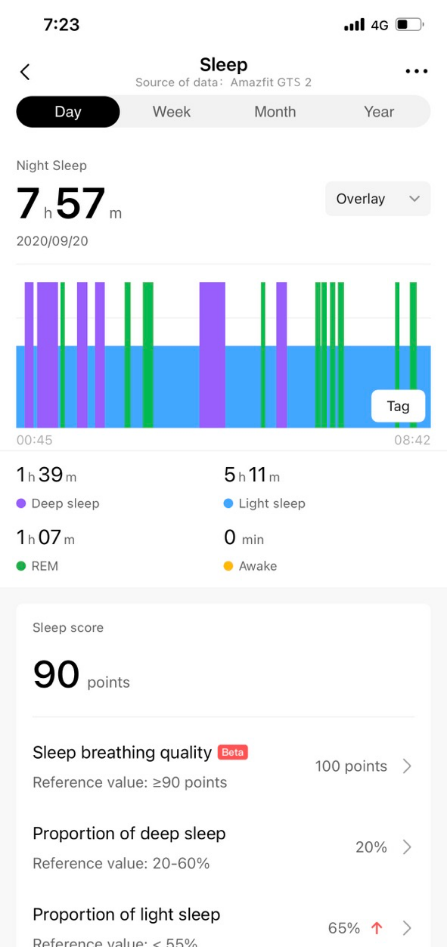 7:23 4G
Sleep
Source of data: Amazfit GTS 2
Day Week Month Year
Night Sleep
7 h 57 m
Overlay
2020/09/20
Tag
00:45 08:42
1 h 39 m 5 h 11 m
Deep sleep Light sleep
1 h 07 m 0 min
REM Awake
Sleep score
90 points
Sleep breathing quality Beta
100 points
Reference value: ≥90 points
Proportion of deep sleep
20%
Reference value: 20-60%
Proportion of light sleep
65% ↑
Reference value: < 55%